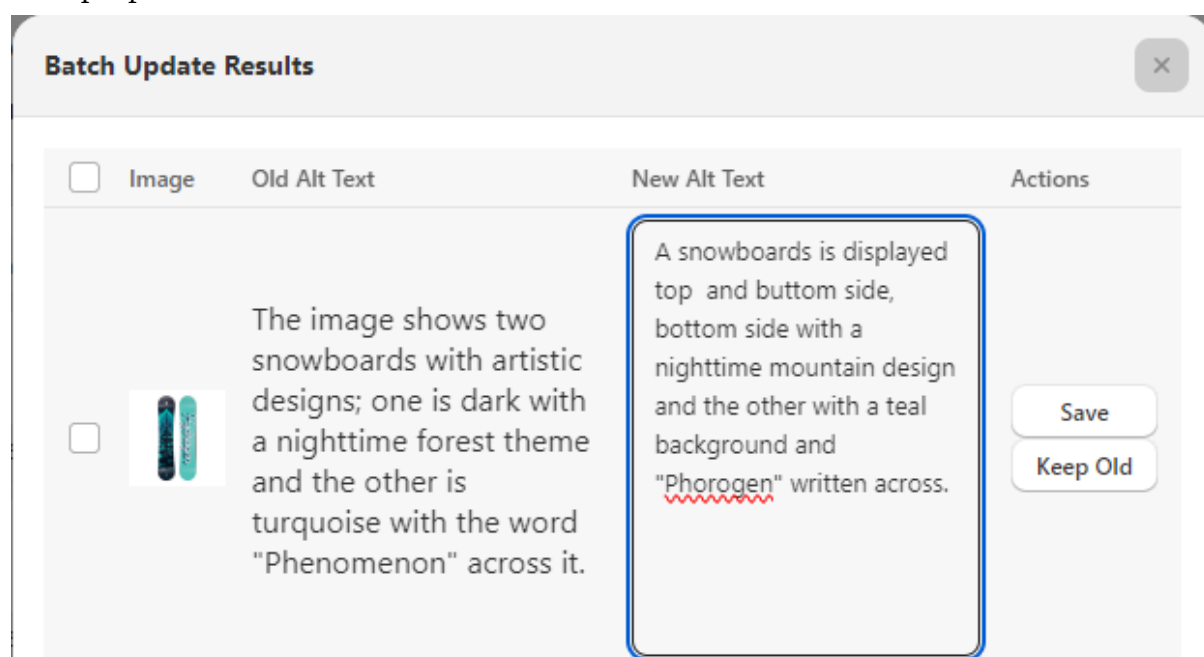 Batch Update Results
×
Image
Old Alt Text
New Alt Text
Actions
The image shows two
snowboards with artistic
designs; one is dark with
a nighttime forest theme
and the other is
turquoise with the word
"Phenomenon" across it.
A snowboards is displayed
top  and buttom side,
bottom side with a
nighttime mountain design
and the other with a teal
background and
"Phorogen" written across.
Save
Keep Old